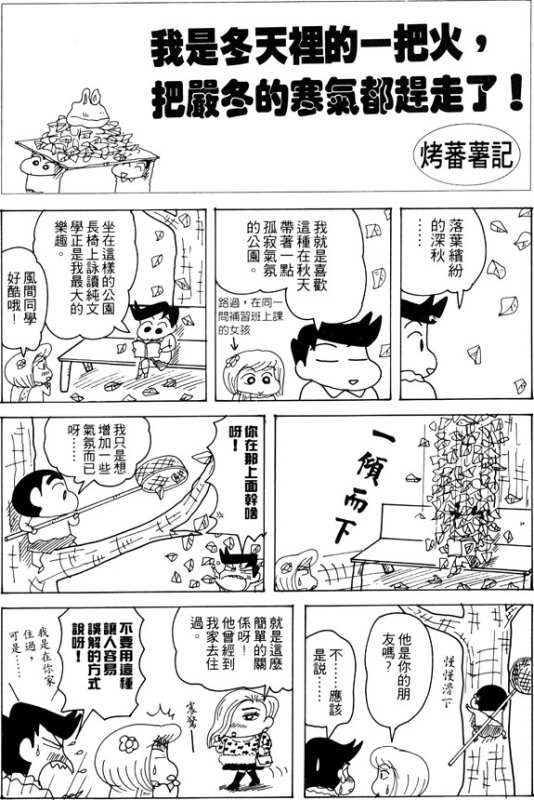 我是冬天裡的一把火，
把嚴冬的寒氣都趕走了！
烤蕃薯記
落葉繽紛
的深秋
……
我就是喜歡
這種在秋天
帶著一點
孤寂氣氛
的公園。
路過，在同一
間補習班上課
的女孩
坐在這樣的公園
長椅上詠讀純文
學正是我最大的
樂趣。
風間同學
好酷哦！
一傾而下
你在那上面幹啥
呀！
我只是想
增加一些
氣氛而已
呀……
慢慢滑下
他是你的朋
友嗎？
不……應該
是說……
就是這麼
簡單的關
係呀！
他曾經到
我家去住
過。
驚驚
不要用這種
讓人容易
誤解的方式
說呀！
我是在你家
住過，
可是……